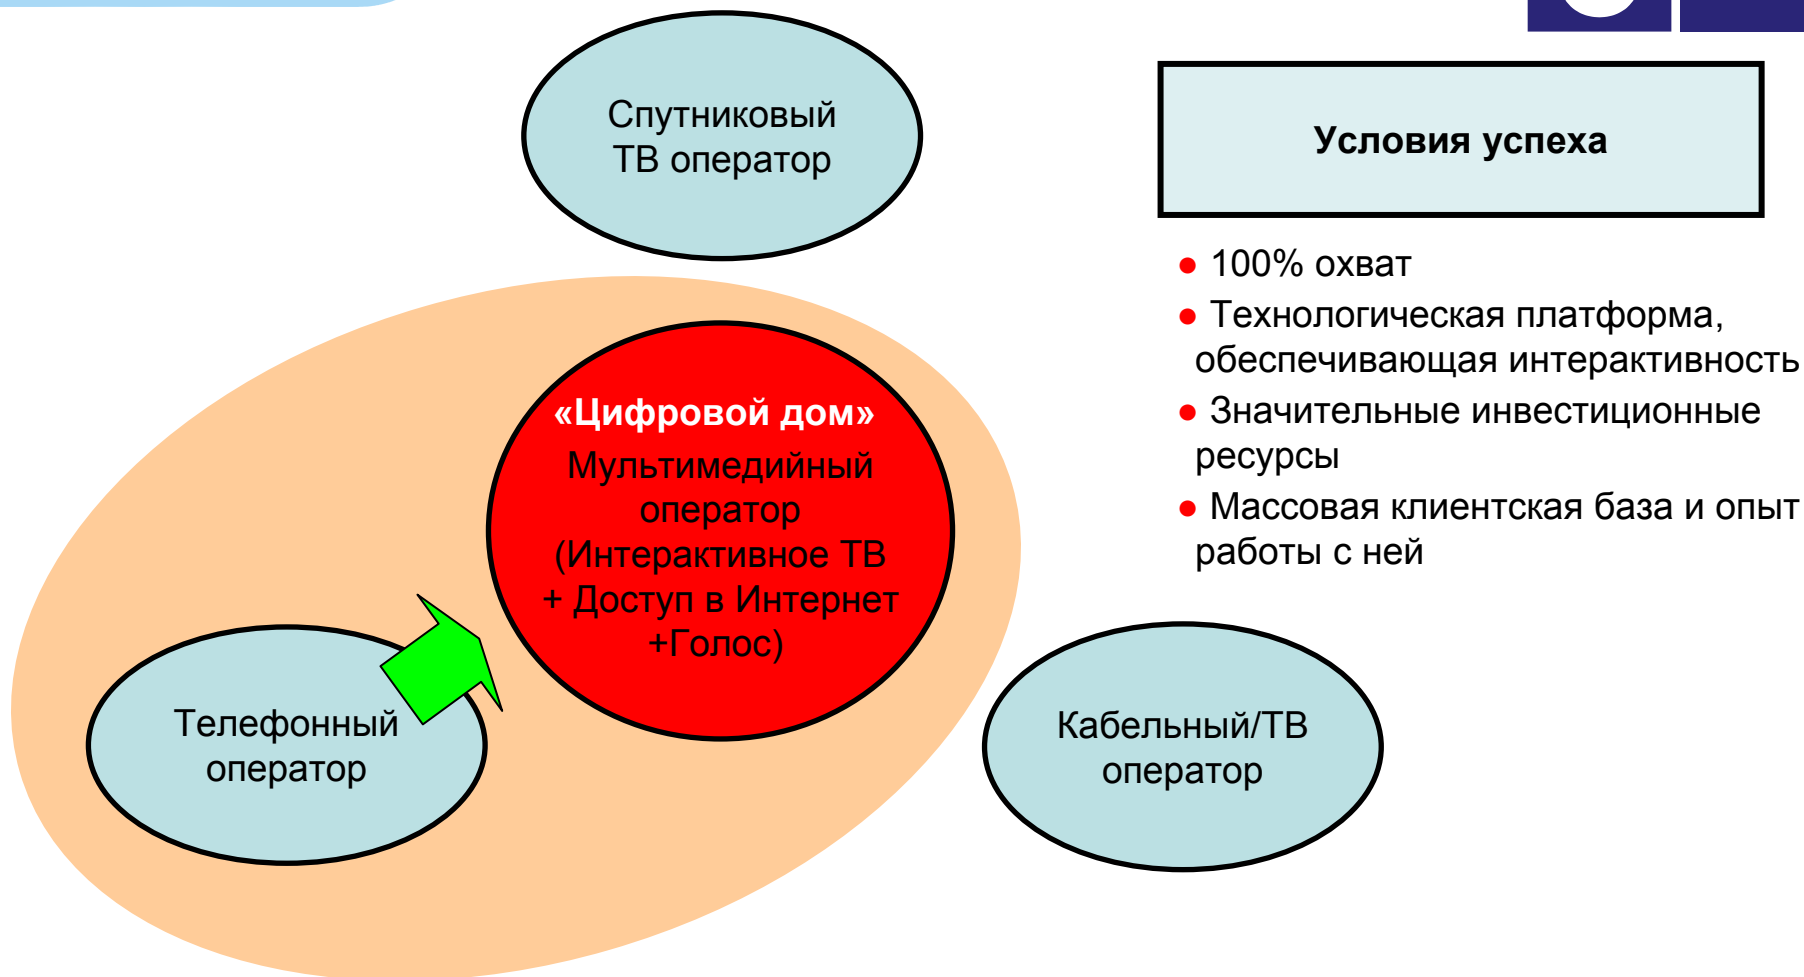 Спутниковый
ТВ оператор
Условия успеха
● 100% охват
● Технологическая платформа,
обеспечивающая интерактивность
● Значительные инвестиционные
ресурсы
● Массовая клиентская база и опыт
работы с ней
«Цифровой дом»
Мультимедийный
оператор
(Интерактивное ТВ
+ Доступ в Интернет
+Голос)
Телефонный
оператор
Кабельный/ТВ
оператор